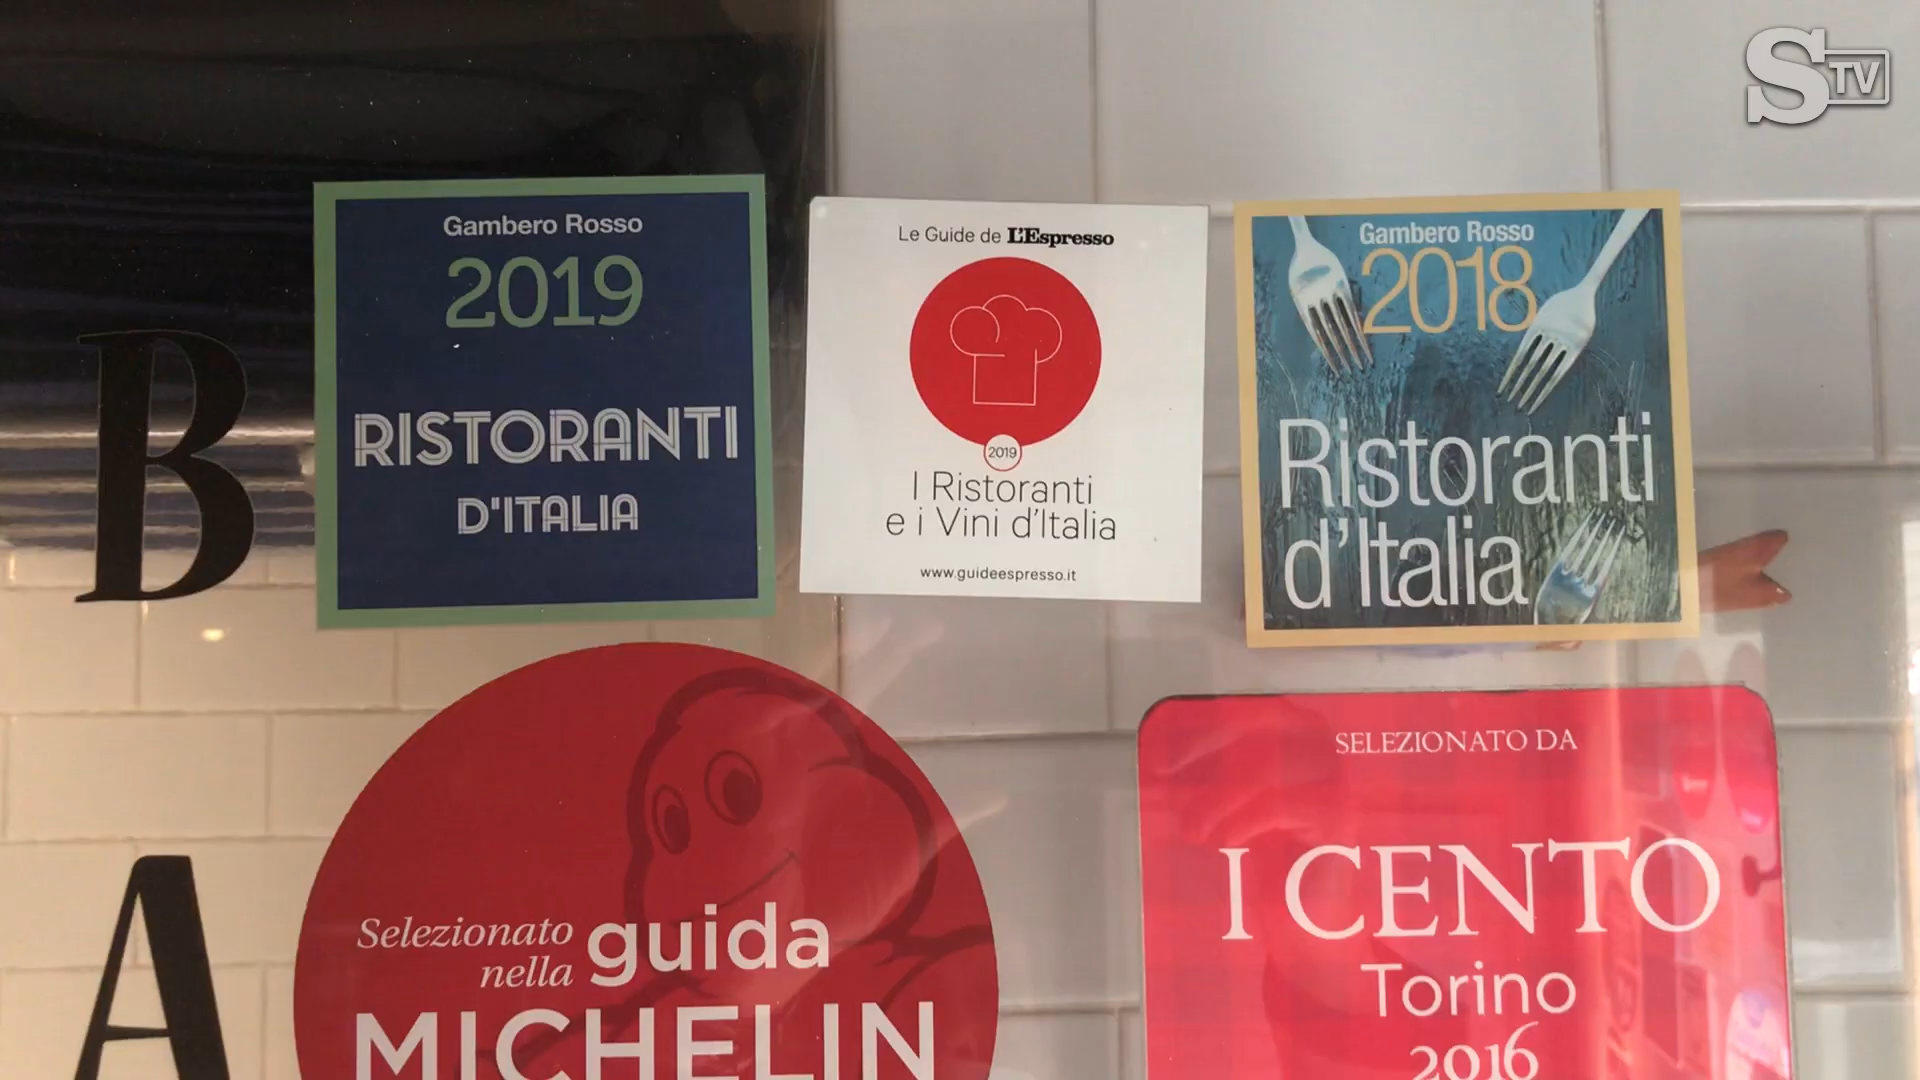 STV
Gambero Rosso
2019
RISTORANTI
D'ITALIA
Le Guide de L'Espresso
2019
I Ristoranti
e i Vini d'Italia
www.guideespresso.it
Gambero Rosso
2018
Ristoranti
d'Italia
B
A
Selezionato
nella
guida
MICHELIN
SELEZIONATO DA
I CENTO
Torino
2016